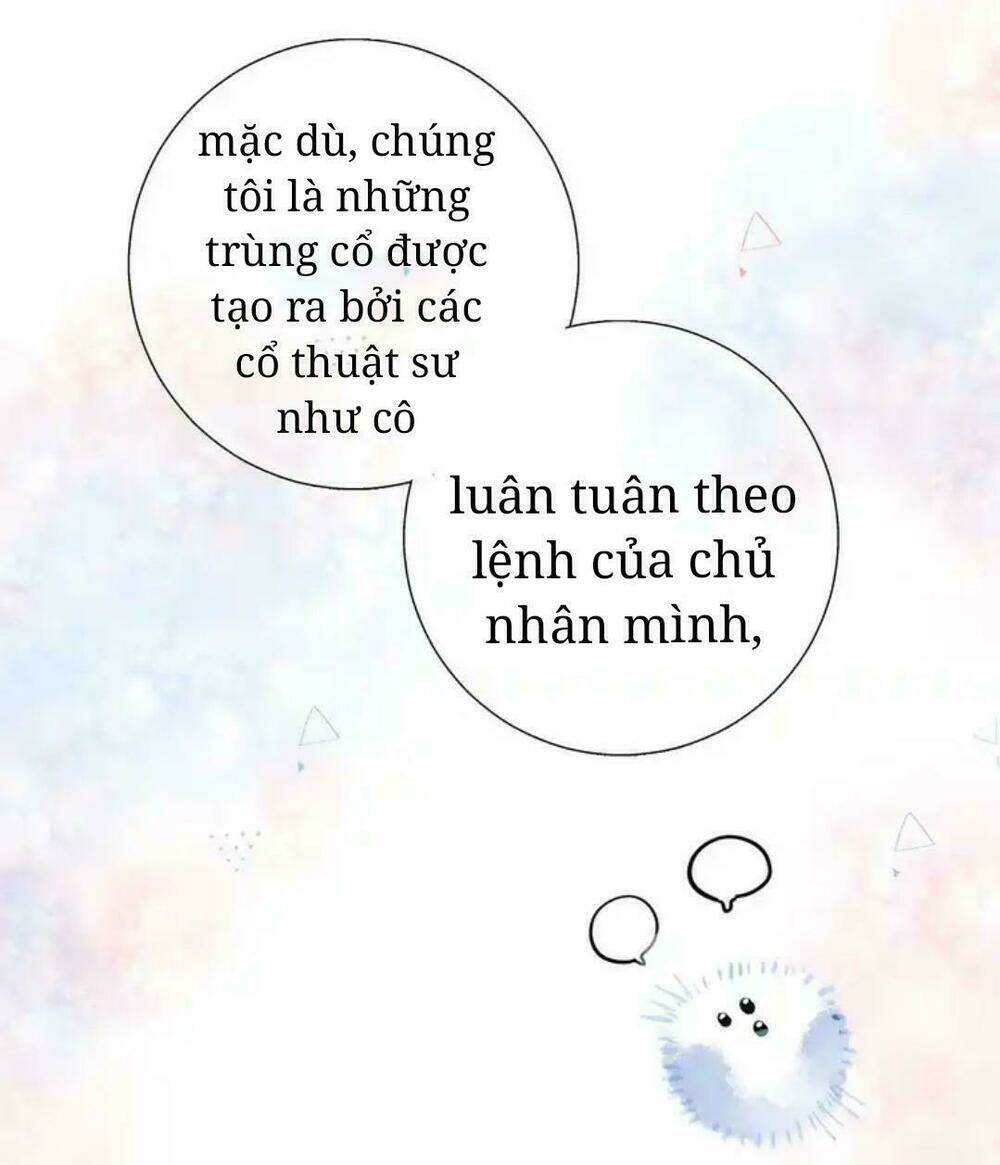 mặc dù, chúng
tôi là những
trùng cổ được
tạo ra bởi các
cổ thuật sư
như cô
luân tuân theo
lệnh của chủ
nhân mình,